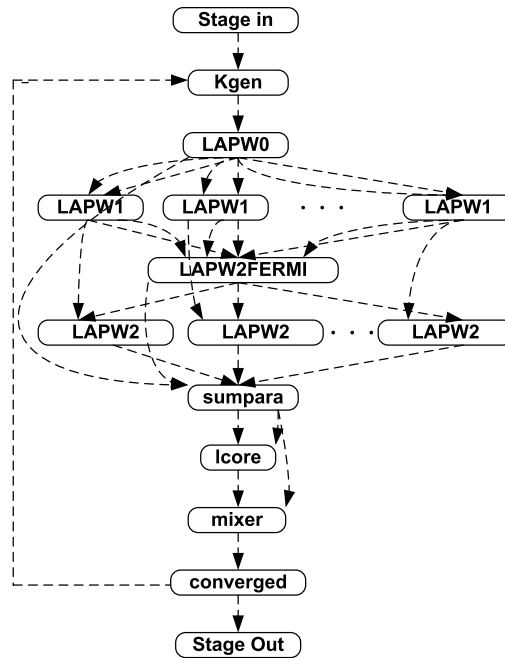 Stage in
Kgen
LAPW0
LAPW1 LAPW1 . . . LAPW1
LAPW2FERMI
LAPW2 LAPW2 . . . LAPW2
sumpara
lcore
mixer
converged
Stage Out